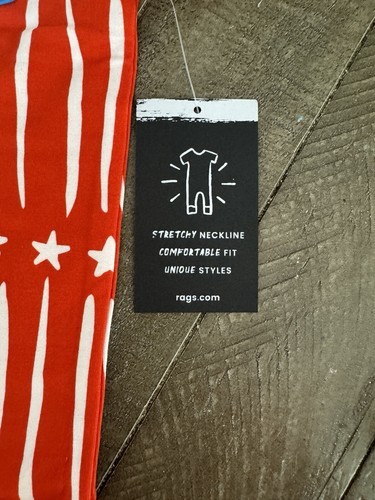 STRETCHY NECKLINE
COMFORTABLE FIT
UNIQUE STYLES
rags.com